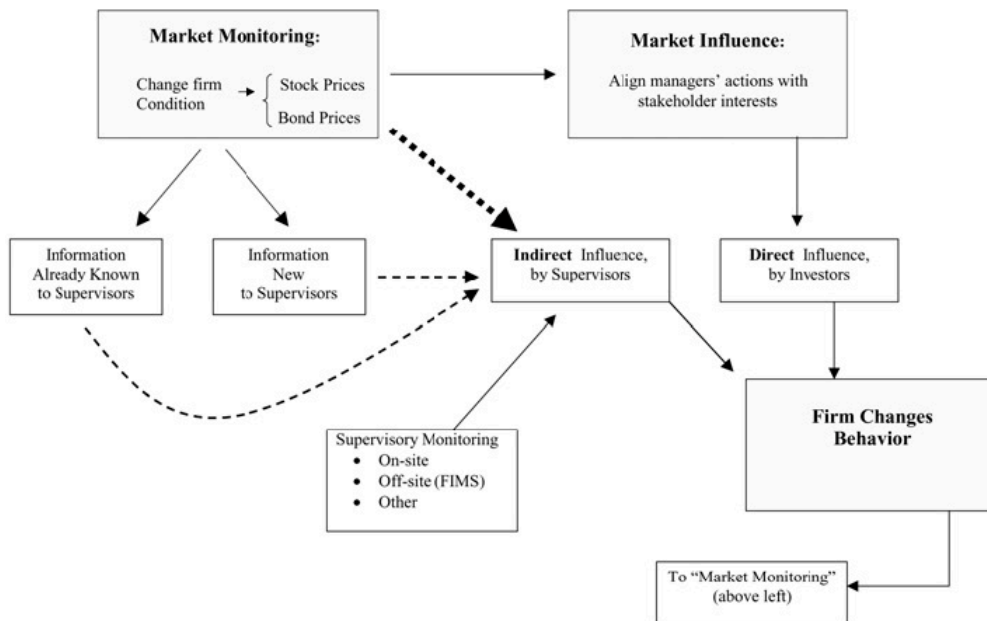 Market Monitoring:
Change firm
Condition
Stock Prices
Bond Prices
Market Influence:
Align managers' actions with
stakeholder interests
Information
Already Known
to Supervisors
Information
New
to Supervisors
Indirect Influence,
by Supervisors
Direct Influence,
by Investors
Supervisory Monitoring
• On-site
• Off-site (FIMS)
• Other
Firm Changes
Behavior
To “Market Monitoring”
(above left)